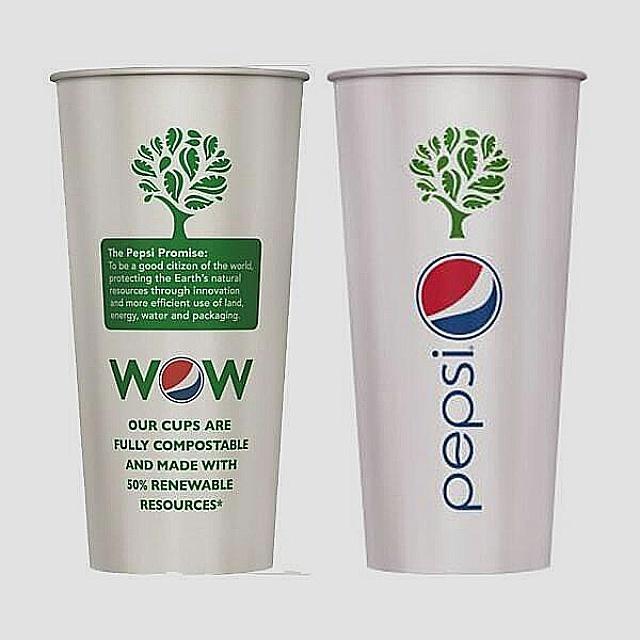 The Pepsi Promise:
To be a good citizen of the world,
protecting the Earth's natural
resources through innovation
and more efficient use of land,
energy, water and packaging.
WOW
OUR CUPS ARE
FULLY COMPOSTABLE
AND MADE WITH
50% RENEWABLE
RESOURCES*
pepsi